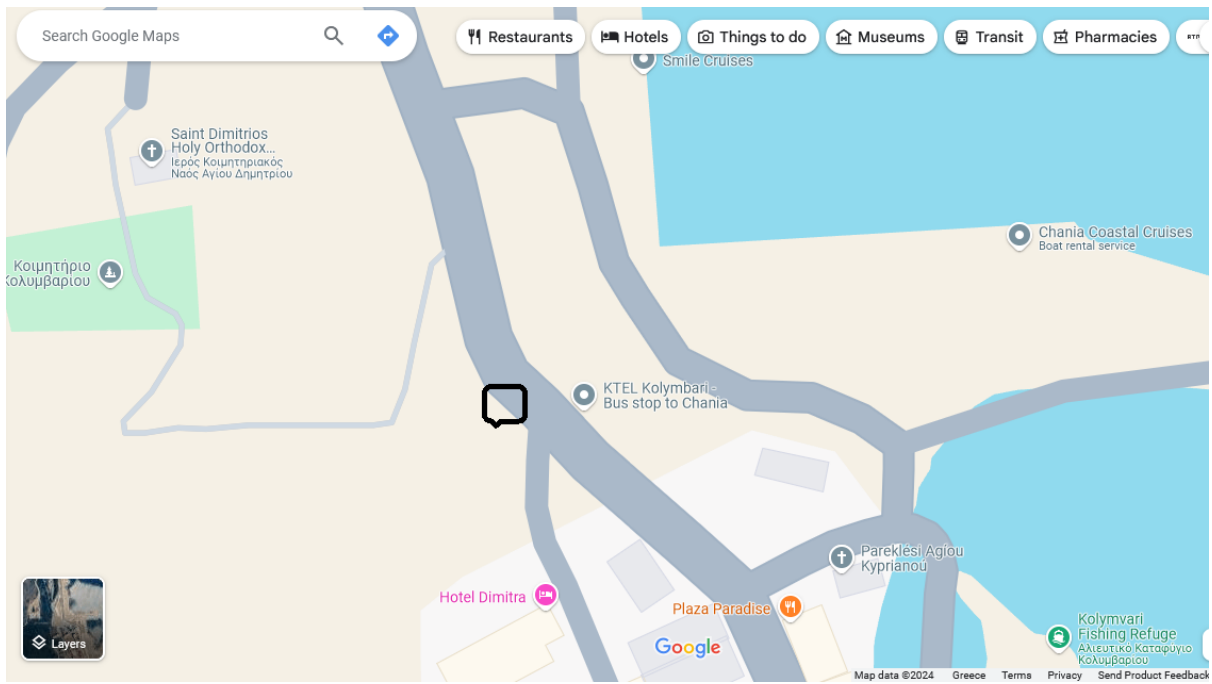 Search Google Maps
Restaurants
Hotels
Things to do
Museums
Transit
Pharmacies
Smile Cruises
Saint Dimitrios
Holy Orthodox...
Ιερός Κοιμητηριακός
Ναός Αγίου Δημητρίου
Chania Coastal Cruises
Boat rental service
Κοιμητήριο
Κολυμβαρίου
KTEL Kolymbari -
Bus stop to Chania
Pareklési Agíou
Kyprianoú
Hotel Dimitra
Plaza Paradise
Kolymvari
Fishing Refuge
Αλιευτικό Καταφύγιο
Κολυμβαρίου
Layers
Google
Map data ©2024
Greece
Terms
Privacy
Send Product Feedback